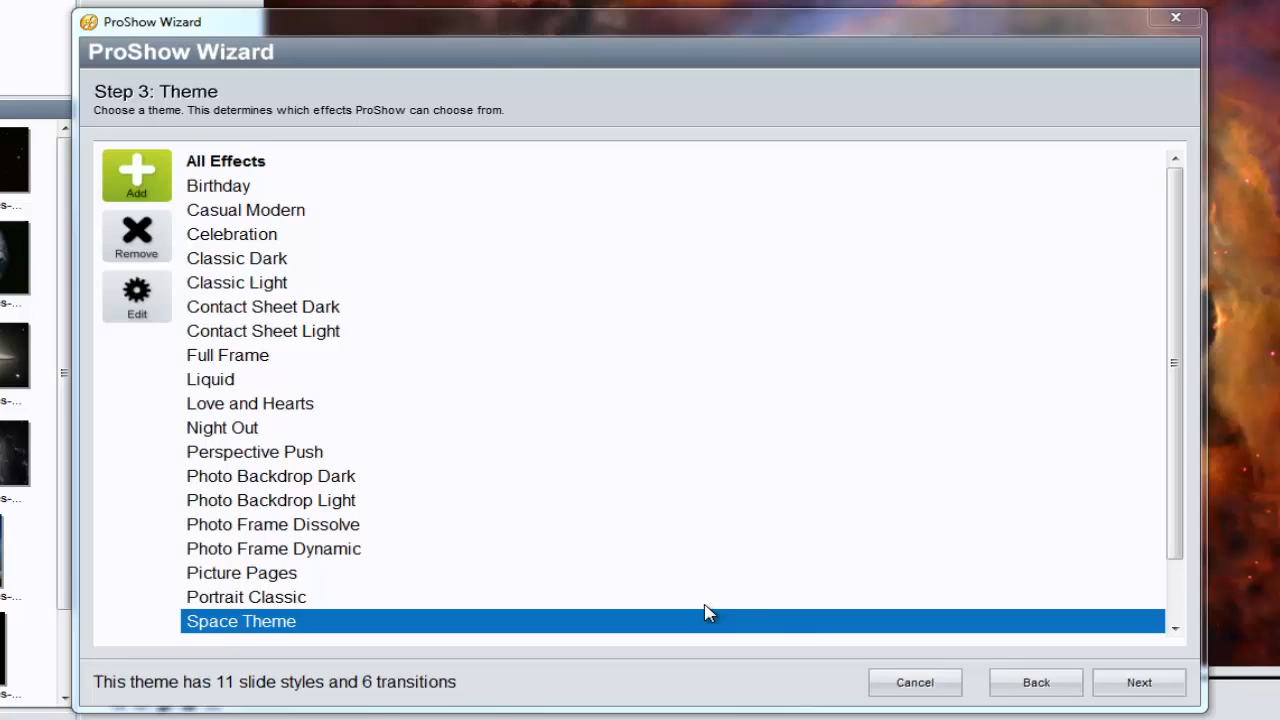 ProShow Wizard
ProShow Wizard
Step 3: Theme
Choose a theme. This determines which effects ProShow can choose from.
Add
Remove
Edit
All Effects
Birthday
Casual Modern
Celebration
Classic Dark
Classic Light
Contact Sheet Dark
Contact Sheet Light
Full Frame
Liquid
Love and Hearts
Night Out
Perspective Push
Photo Backdrop Dark
Photo Backdrop Light
Photo Frame Dissolve
Photo Frame Dynamic
Picture Pages
Portrait Classic
Space Theme
This theme has 11 slide styles and 6 transitions
Cancel
Back
Next